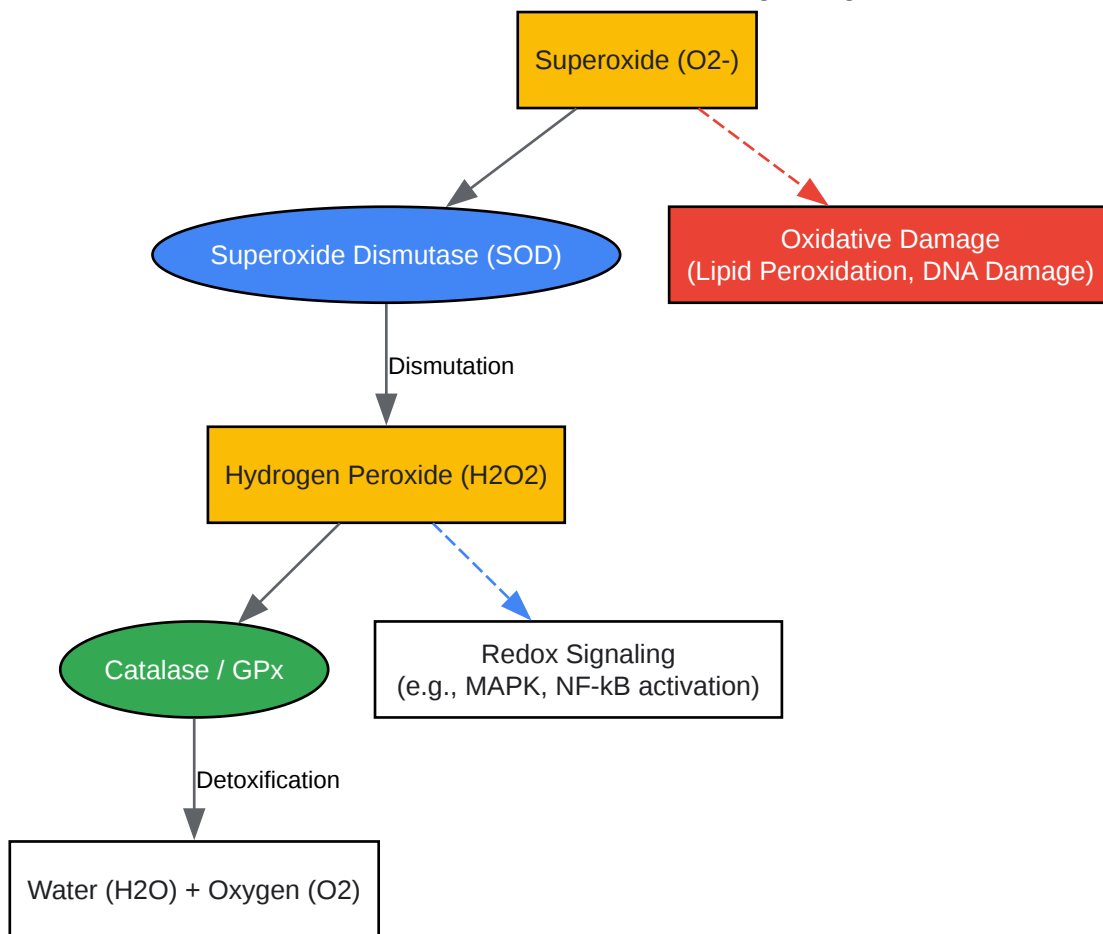 Superoxide (O2-)
Superoxide Dismutase (SOD)
Oxidative Damage
(Lipid Peroxidation, DNA Damage)
Dismutation
Hydrogen Peroxide (H2O2)
Catalase / GPx
Redox Signaling
(e.g., MAPK, NF-kB activation)
Detoxification
Water (H2O) + Oxygen (O2)